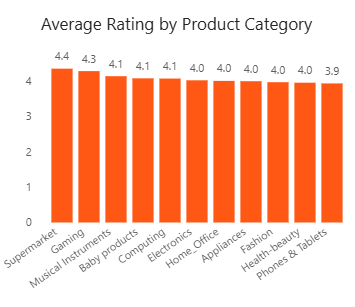 Average Rating by Product Category
4.4 4.3 4.1 4.1 4.1 4.0 4.0 4.0 4.0 4.0 3.9
4
3
2
1
0
Supermarket
Gaming
Musical Instruments
Baby products
Computing
Electronics
Home_Office
Appliances
Fashion
Health-beauty
Phones & Tablets